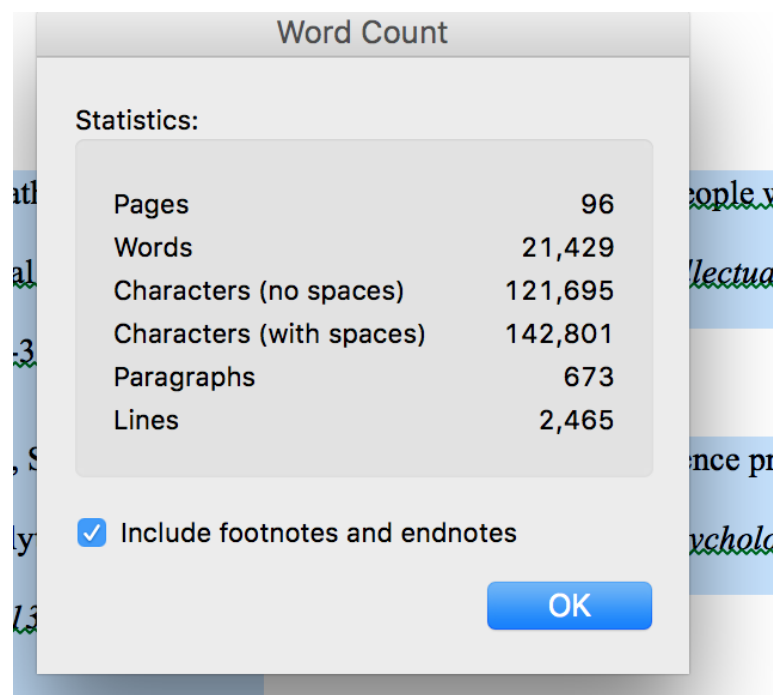 Word Count
Statistics:
Pages 96
Words 21,429
Characters (no spaces) 121,695
Characters (with spaces) 142,801
Paragraphs 673
Lines 2,465
Include footnotes and endnotes
OK